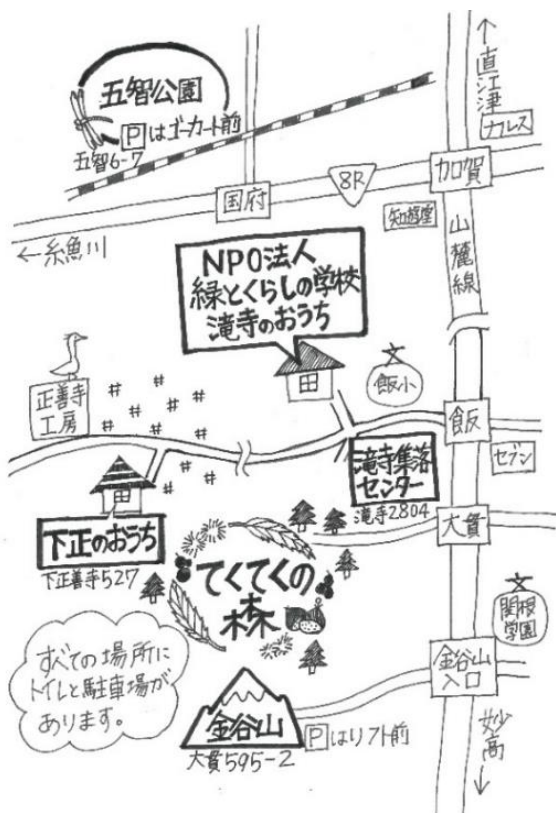 ↑直江津
五智公園
Pはゴーカート前
五智6-7
カルス
加賀
8R
国府
知遊堂
山麓線
←糸魚川
NPO法人
緑とくらしの学校
滝寺のおうち
正善寺
工房
文
飯小
飯
セブン
滝寺集落
センター
滝寺2804
大貫
下正のおうち
下正善寺527
てくてくの
森
文
関根
学園
すべての場所に
トイレと駐車場が
あります。
金谷山
入口
金谷山
Pはリフト前
大貫595-2
妙高↓